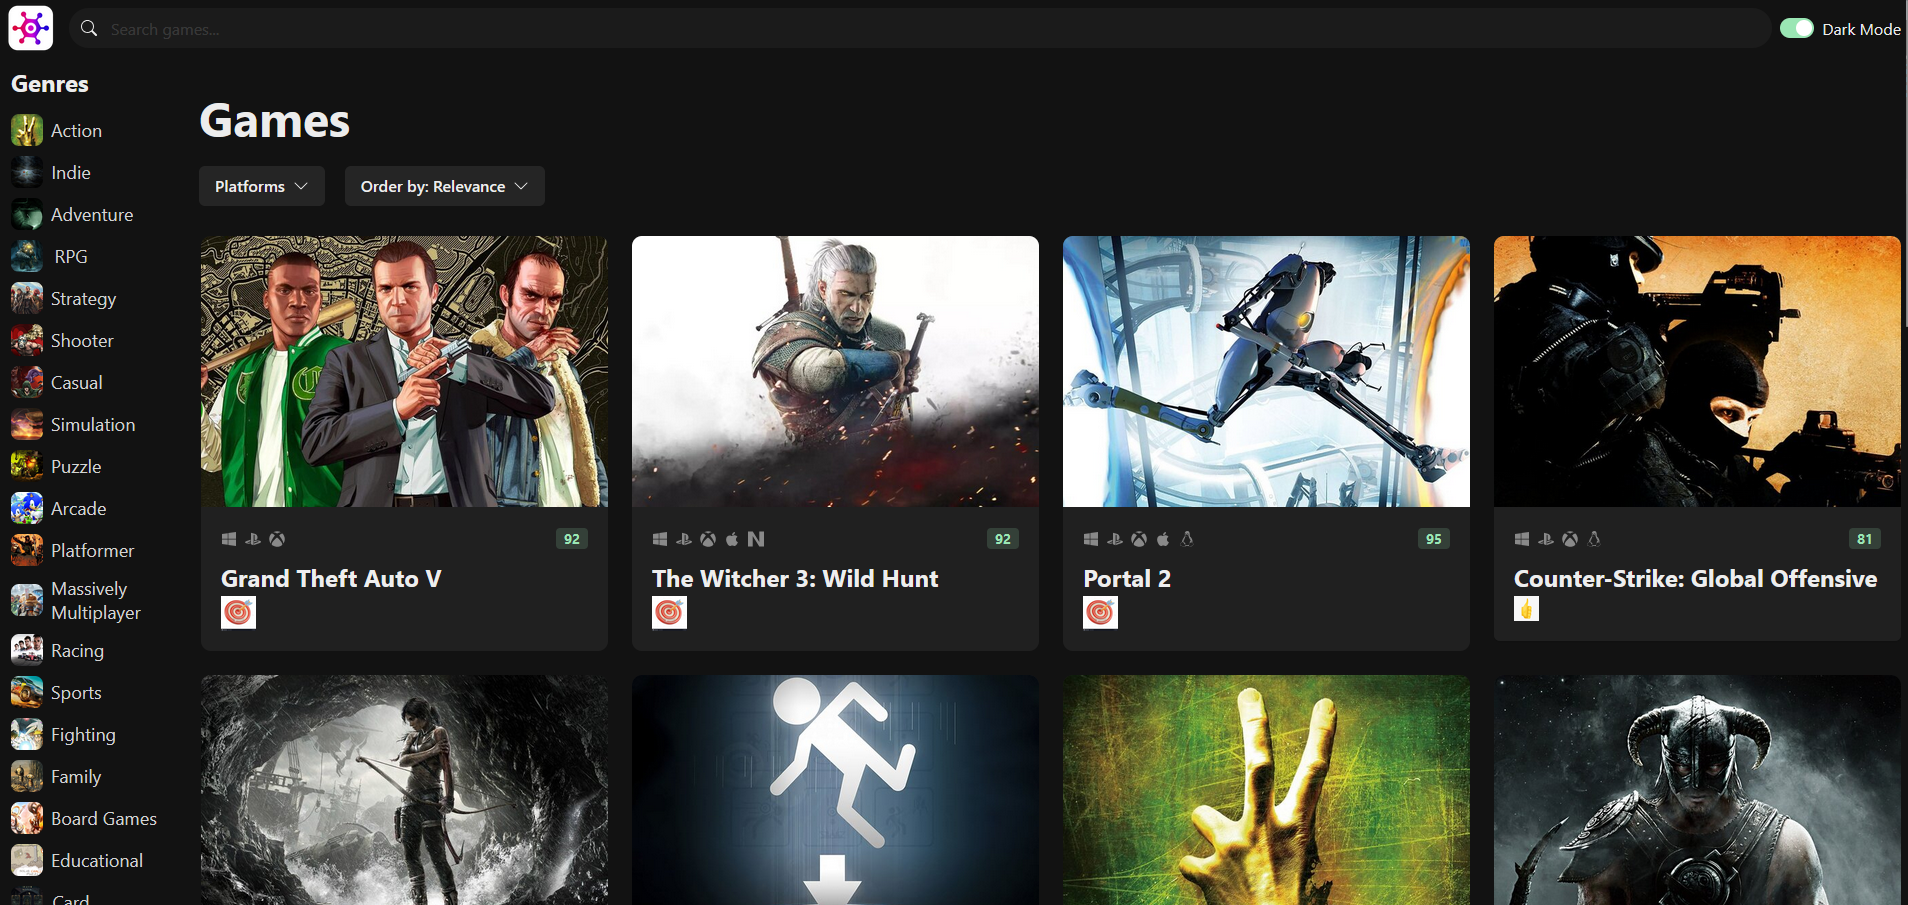 Search games...
Dark Mode
Genres
Action
Indie
Adventure
RPG
Strategy
Shooter
Casual
Simulation
Puzzle
Arcade
Platformer
Massively
Multiplayer
Racing
Sports
Fighting
Family
Board Games
Educational
Card
Games
Platforms
Order by: Relevance
92
Grand Theft Auto V
92
The Witcher 3: Wild Hunt
95
Portal 2
81
Counter-Strike: Global Offensive